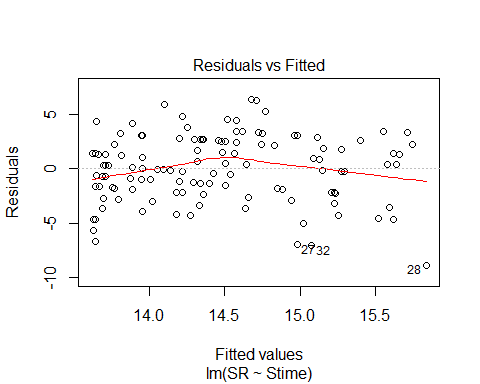 Residuals vs Fitted
Residuals
5
0
-5
-10
27
32
28
14.0 14.5 15.0 15.5
Fitted values
lm(SR ~ Stime)